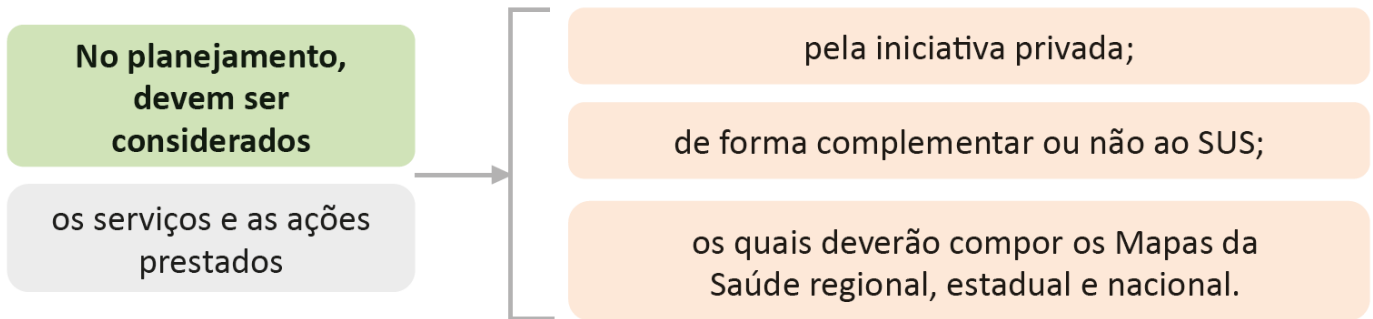 No planejamento,
devem ser
considerados
os serviços e as ações
prestados
pela iniciativa privada;
de forma complementar ou não ao SUS;
os quais deverão compor os Mapas da
Saúde regional, estadual e nacional.